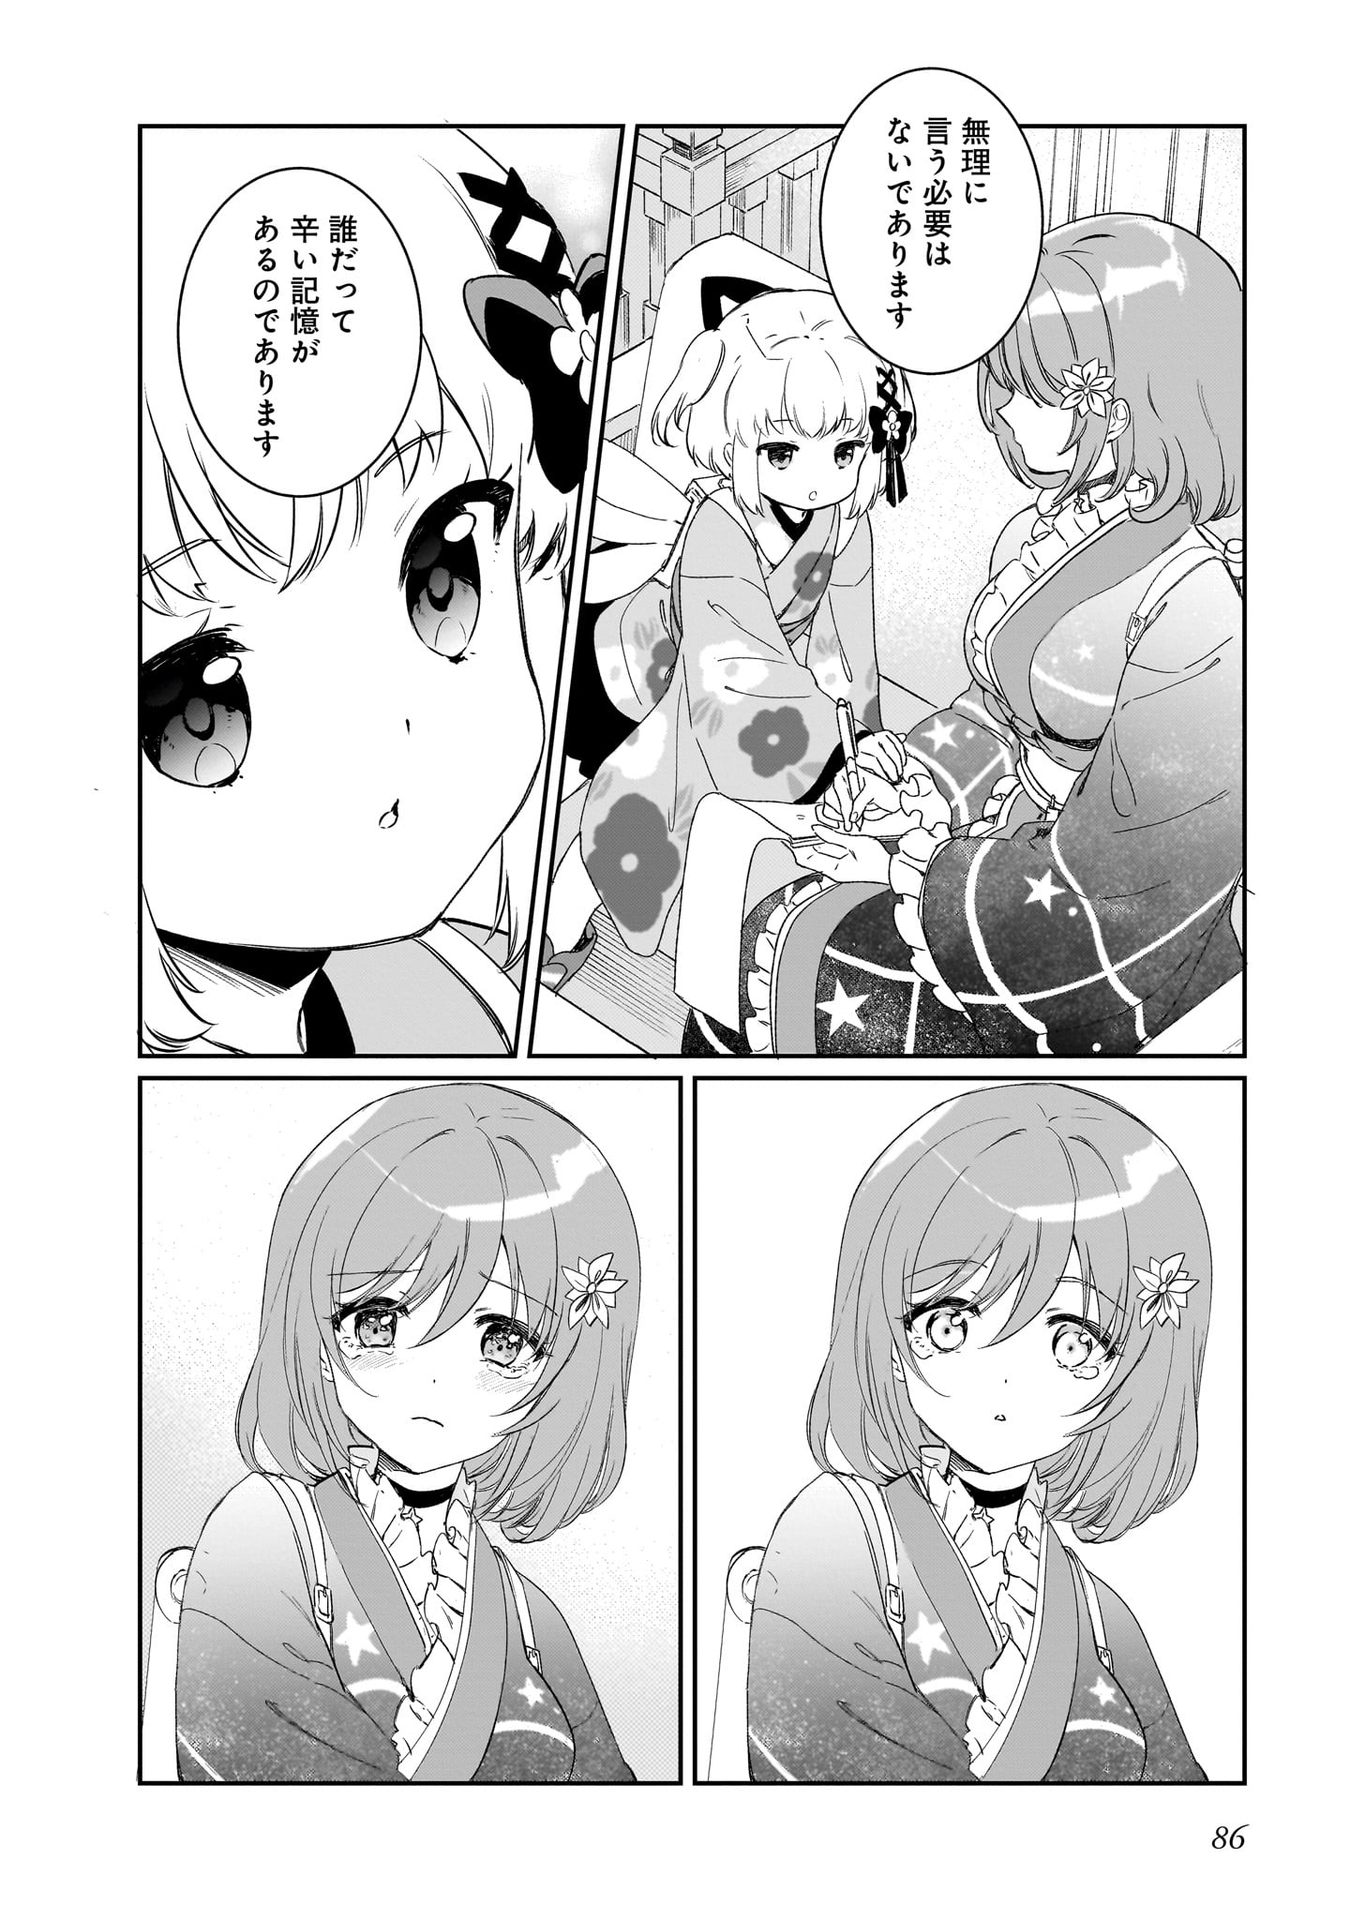 無理に
言う必要は
ないであります
誰だって
辛い記憶が
あるのであります
86